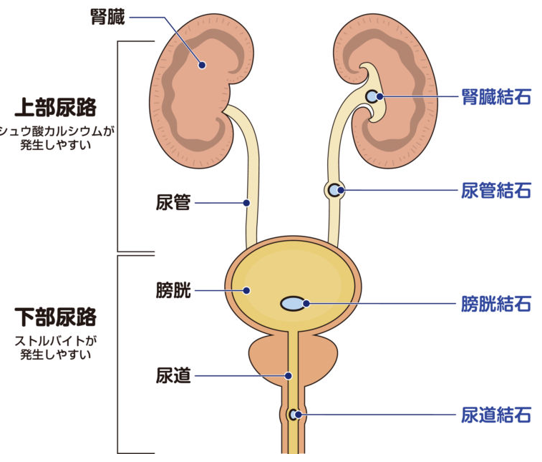 腎臓
上部尿路
シュウ酸カルシウムが
発生しやすい
腎臓結石
尿管結石
尿管
膀胱
膀胱結石
下部尿路
ストルバイトが
発生しやすい
尿道
尿道結石